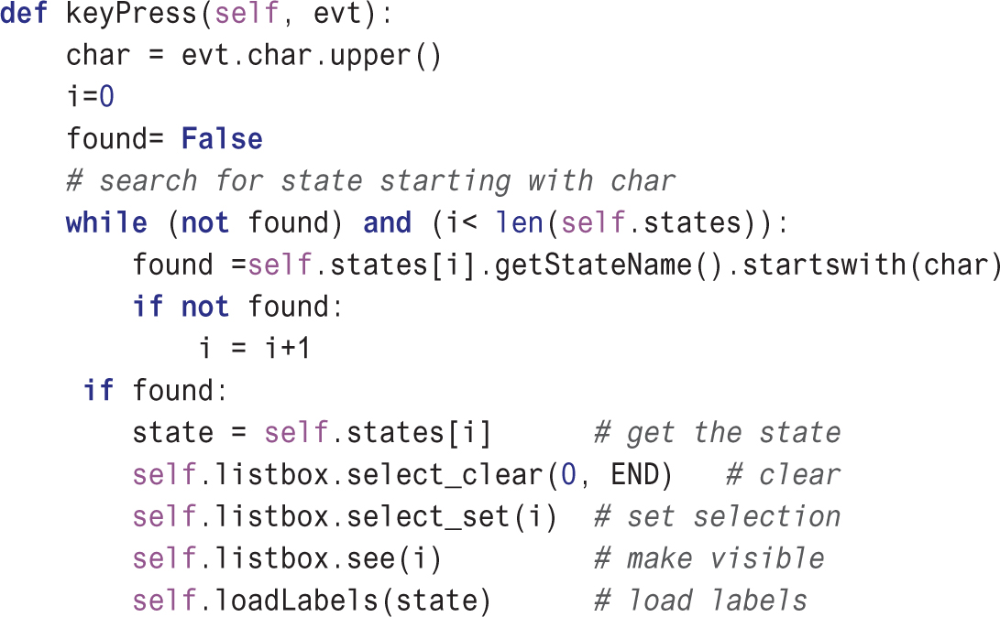 def keyPress(self, evt):
    char = evt.char.upper()
    i=0
    found= False
    # search for state starting with char
    while (not found) and (i< len(self.states)):
        found =self.states[i].getStateName().startswith(char)
        if not found:
            i = i+1
     if found:
        state = self.states[i]      # get the state
        self.listbox.select_clear(0, END)   # clear
        self.listbox.select_set(i)  # set selection
        self.listbox.see(i)         # make visible
        self.loadLabels(state)      # load labels